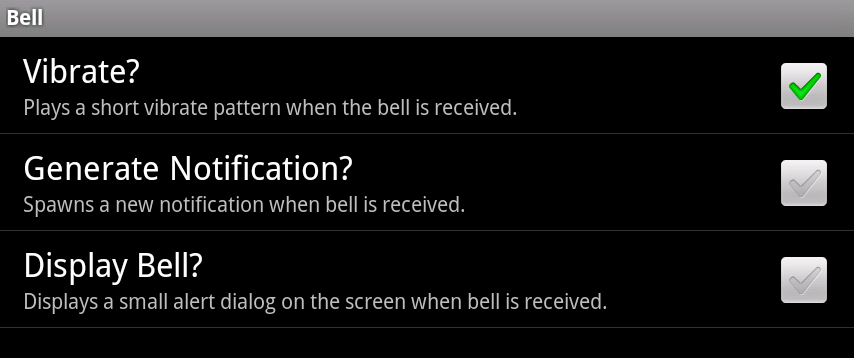 Bell
Vibrate?
Plays a short vibrate pattern when the bell is received.
Generate Notification?
Spawns a new notification when bell is received.
Display Bell?
Displays a small alert dialog on the screen when bell is received.